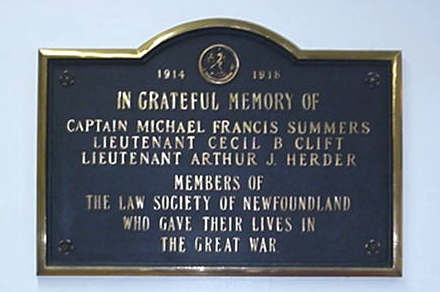 1914 1918
IN GRATEFUL MEMORY OF
CAPTAIN MICHAEL FRANCIS SUMMERS
LIEUTENANT CECIL B CLIFT
LIEUTENANT ARTHUR J. HERDER
MEMBERS OF
THE LAW SOCIETY OF NEWFOUNDLAND
WHO GAVE THEIR LIVES IN
THE GREAT WAR